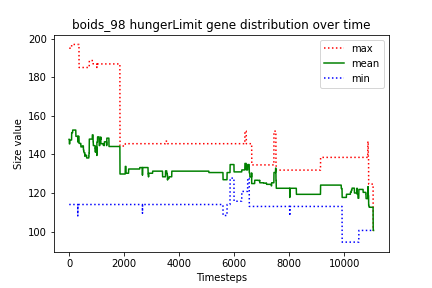 boids_98 hungerLimit gene distribution over time
200
180
160
140
120
100
Size value
max
mean
min
0
2000
4000
6000
8000
10000
Timesteps